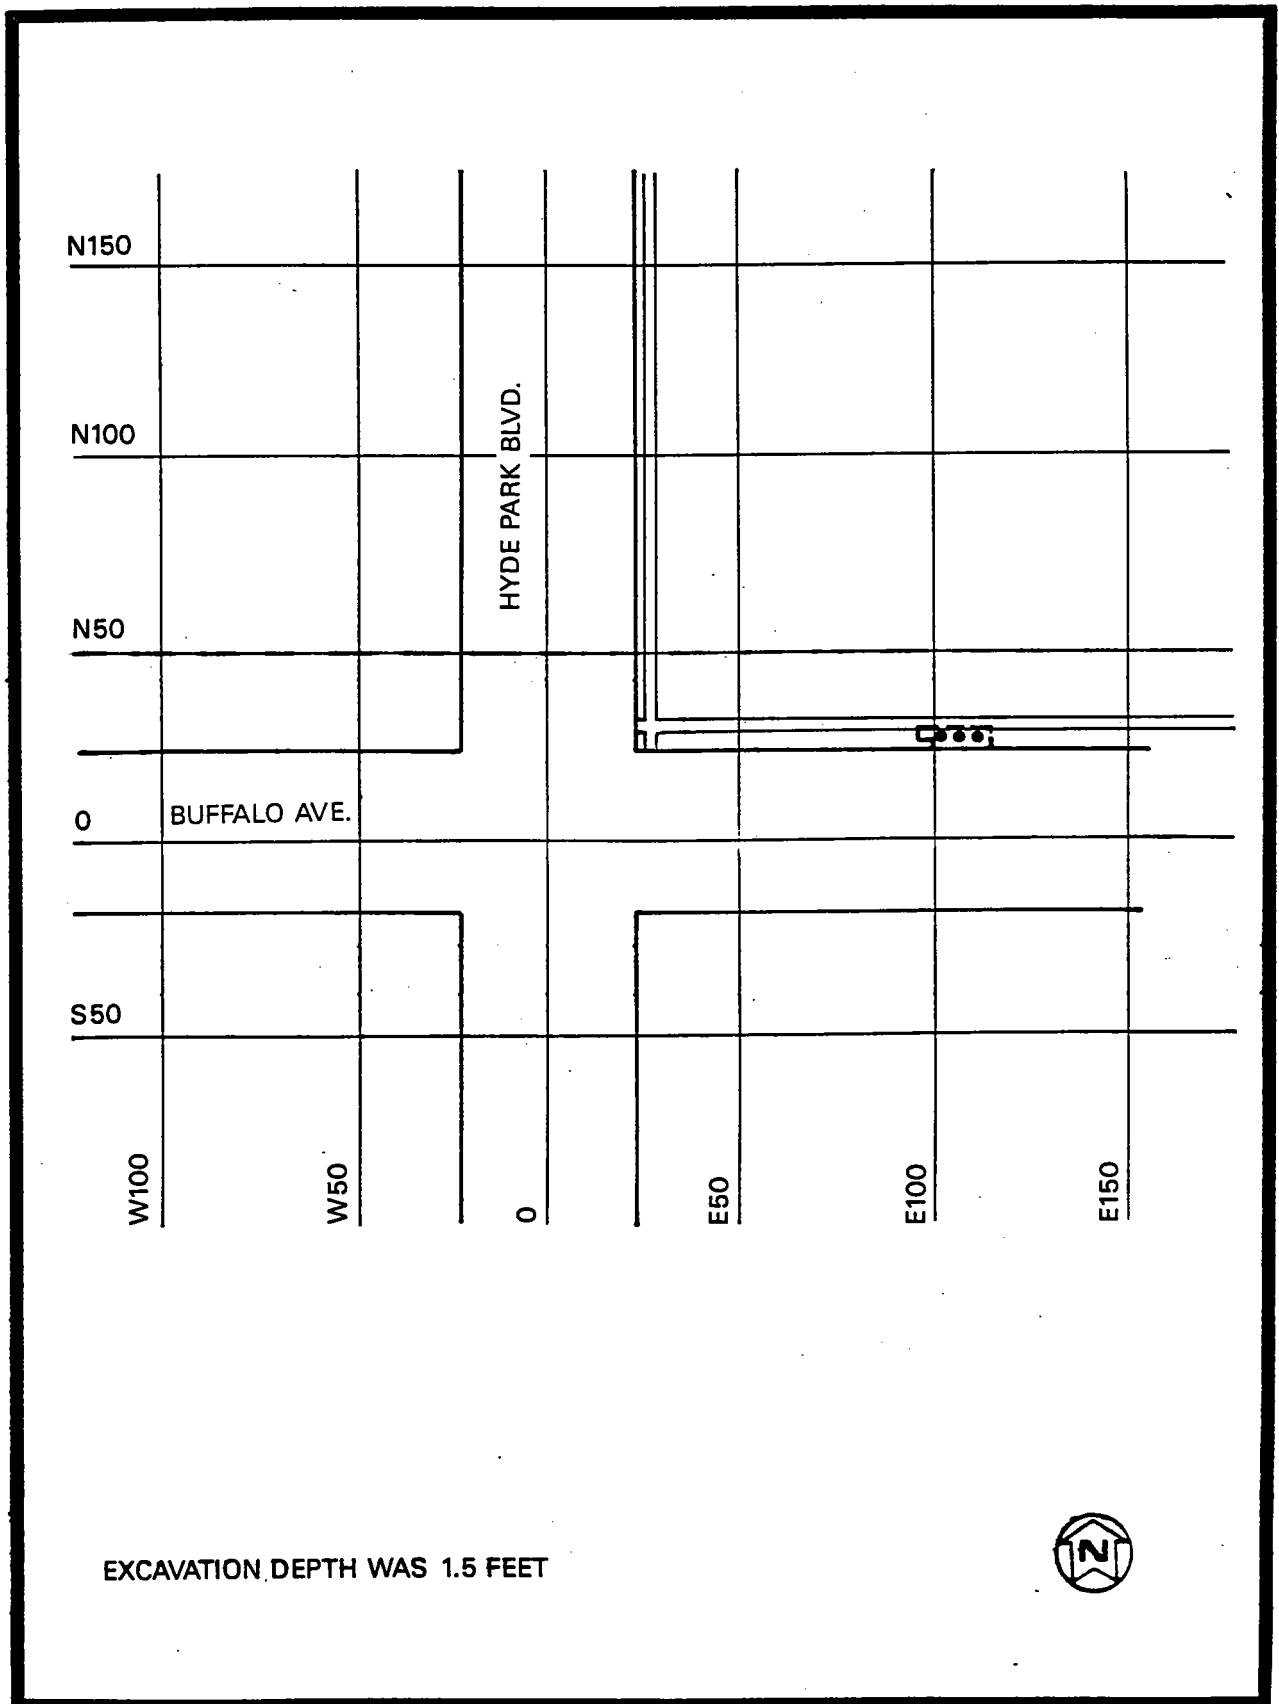 N150
N100
HYDE PARK BLVD.
N50
0
BUFFALO AVE.
S50
W100
W50
0
E50
E100
E150
EXCAVATION DEPTH WAS 1.5 FEET
N